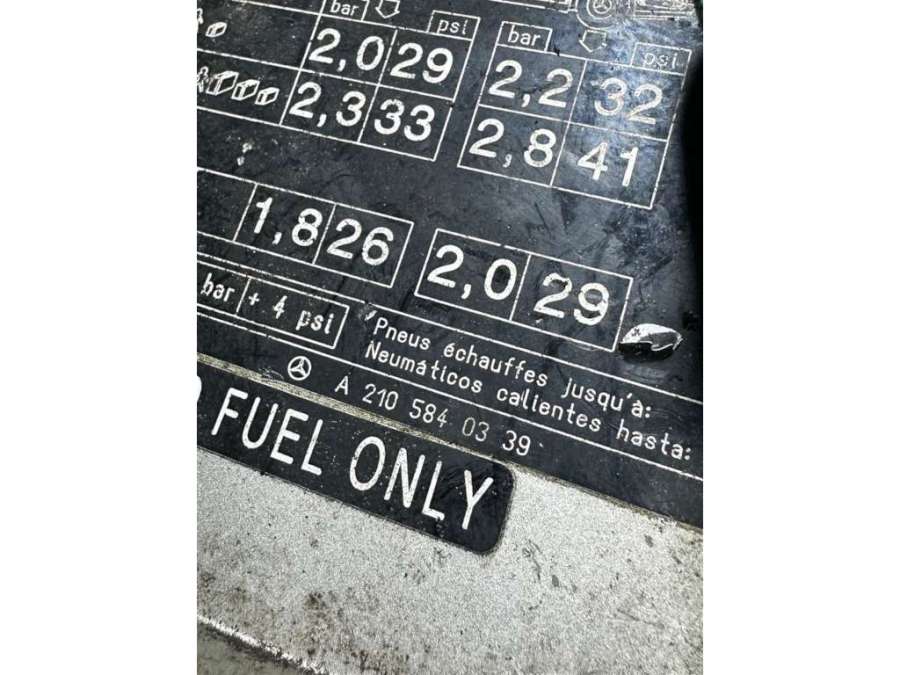 bar psi bar psi
2,0 29 2,2 32
2,3 33 2,8 41
1,8 26 2,0 29
bar + 4 psi
Pneus échauffes jusqu'à:
Neumáticos calientes hasta:
A 210 584 03 39
FUEL ONLY